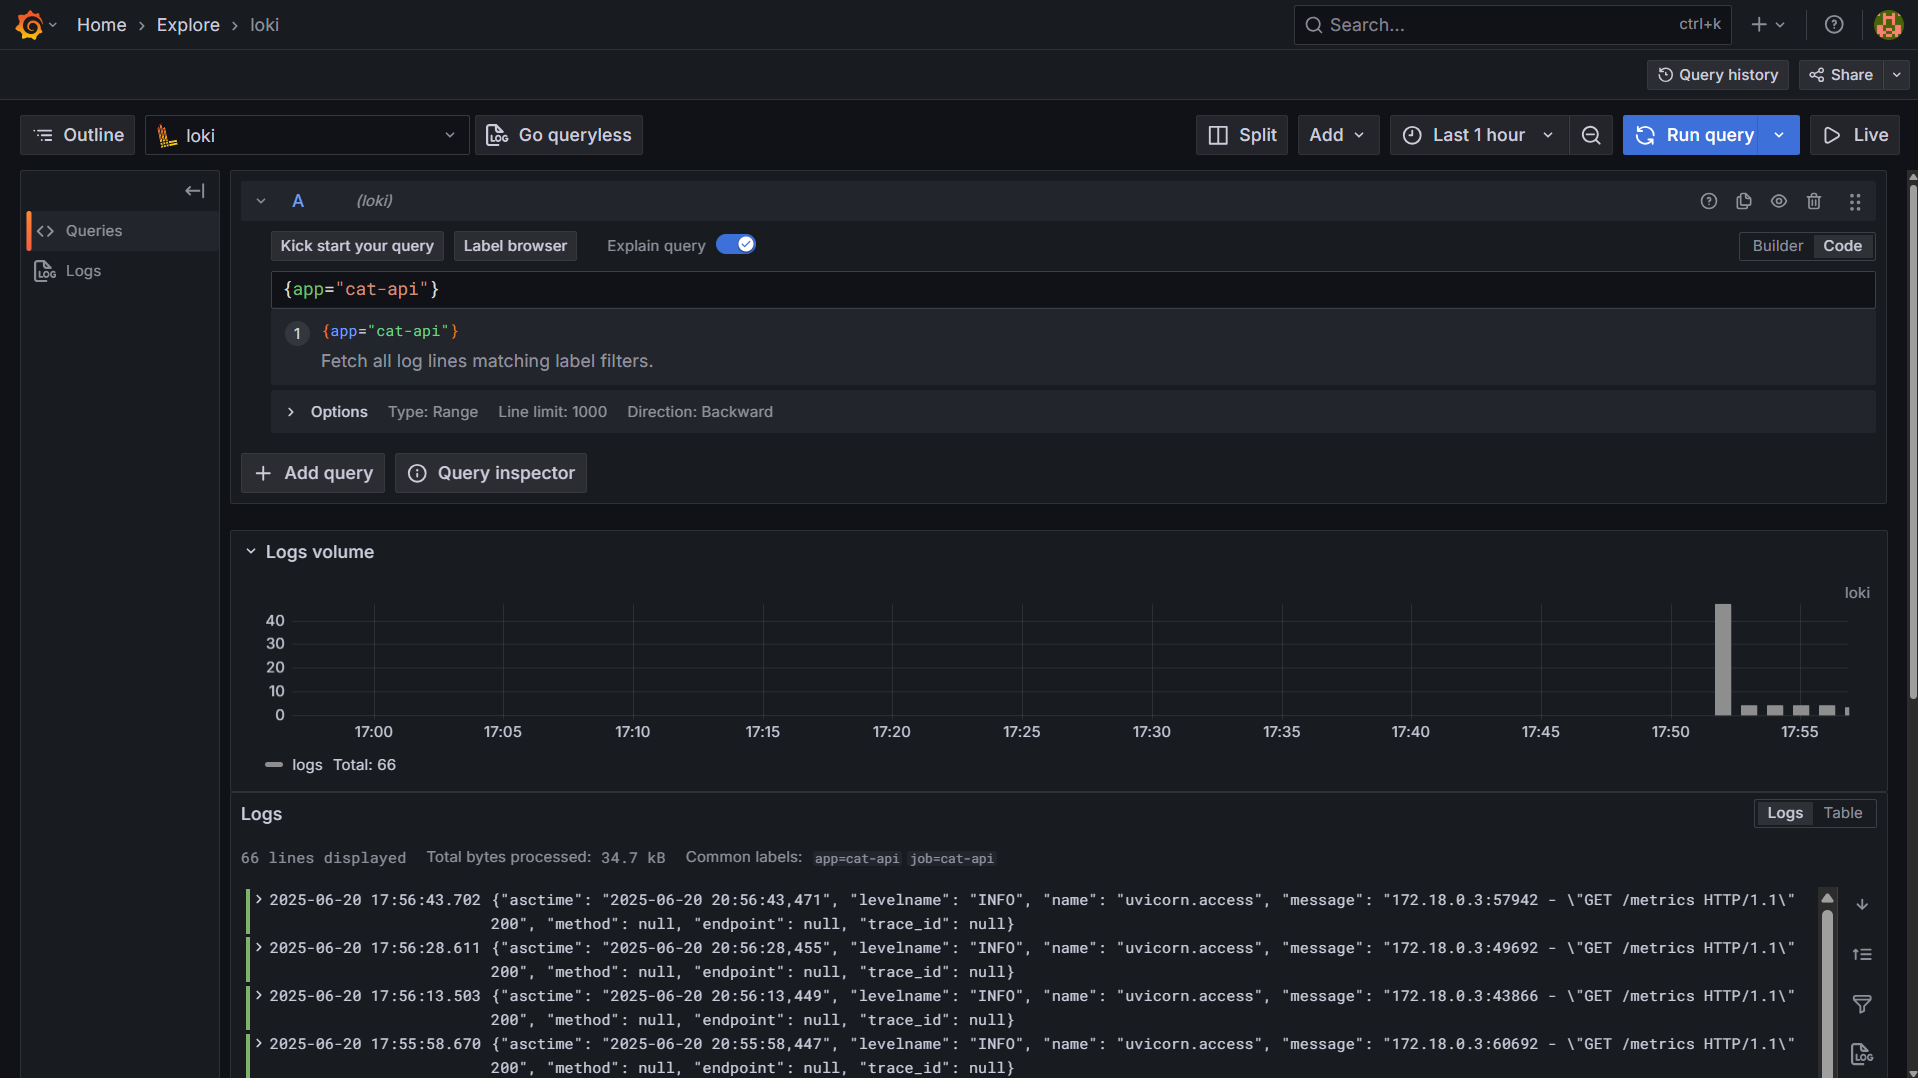 Home › Explore › loki
Search... ctrl+k
Query history Share
Outline loki Go queryless Split Add Last 1 hour Run query Live
Queries
Logs
A (loki)
Kick start your query Label browser Explain query Builder Code
{app="cat-api"}
1 {app="cat-api"}
Fetch all log lines matching label filters.
Options Type: Range Line limit: 1000 Direction: Backward
+ Add query Query inspector
Logs volume
loki
40
30
20
10
0
17:00 17:05 17:10 17:15 17:20 17:25 17:30 17:35 17:40 17:45 17:50 17:55
logs Total: 66
Logs Logs Table
66 lines displayed Total bytes processed: 34.7 kB Common labels: app=cat-api job=cat-api
2025-06-20 17:56:43.702 {"asctime": "2025-06-20 20:56:43,471", "levelname": "INFO", "name": "uvicorn.access", "message": "172.18.0.3:57942 - \"GET /metrics HTTP/1.1\"
200", "method": null, "endpoint": null, "trace_id": null}
2025-06-20 17:56:28.611 {"asctime": "2025-06-20 20:56:28,455", "levelname": "INFO", "name": "uvicorn.access", "message": "172.18.0.3:49692 - \"GET /metrics HTTP/1.1\"
200", "method": null, "endpoint": null, "trace_id": null}
2025-06-20 17:56:13.503 {"asctime": "2025-06-20 20:56:13,449", "levelname": "INFO", "name": "uvicorn.access", "message": "172.18.0.3:43866 - \"GET /metrics HTTP/1.1\"
200", "method": null, "endpoint": null, "trace_id": null}
2025-06-20 17:55:58.670 {"asctime": "2025-06-20 20:55:58,447", "levelname": "INFO", "name": "uvicorn.access", "message": "172.18.0.3:60692 - \"GET /metrics HTTP/1.1\"
200", "method": null, "endpoint": null, "trace_id": null}